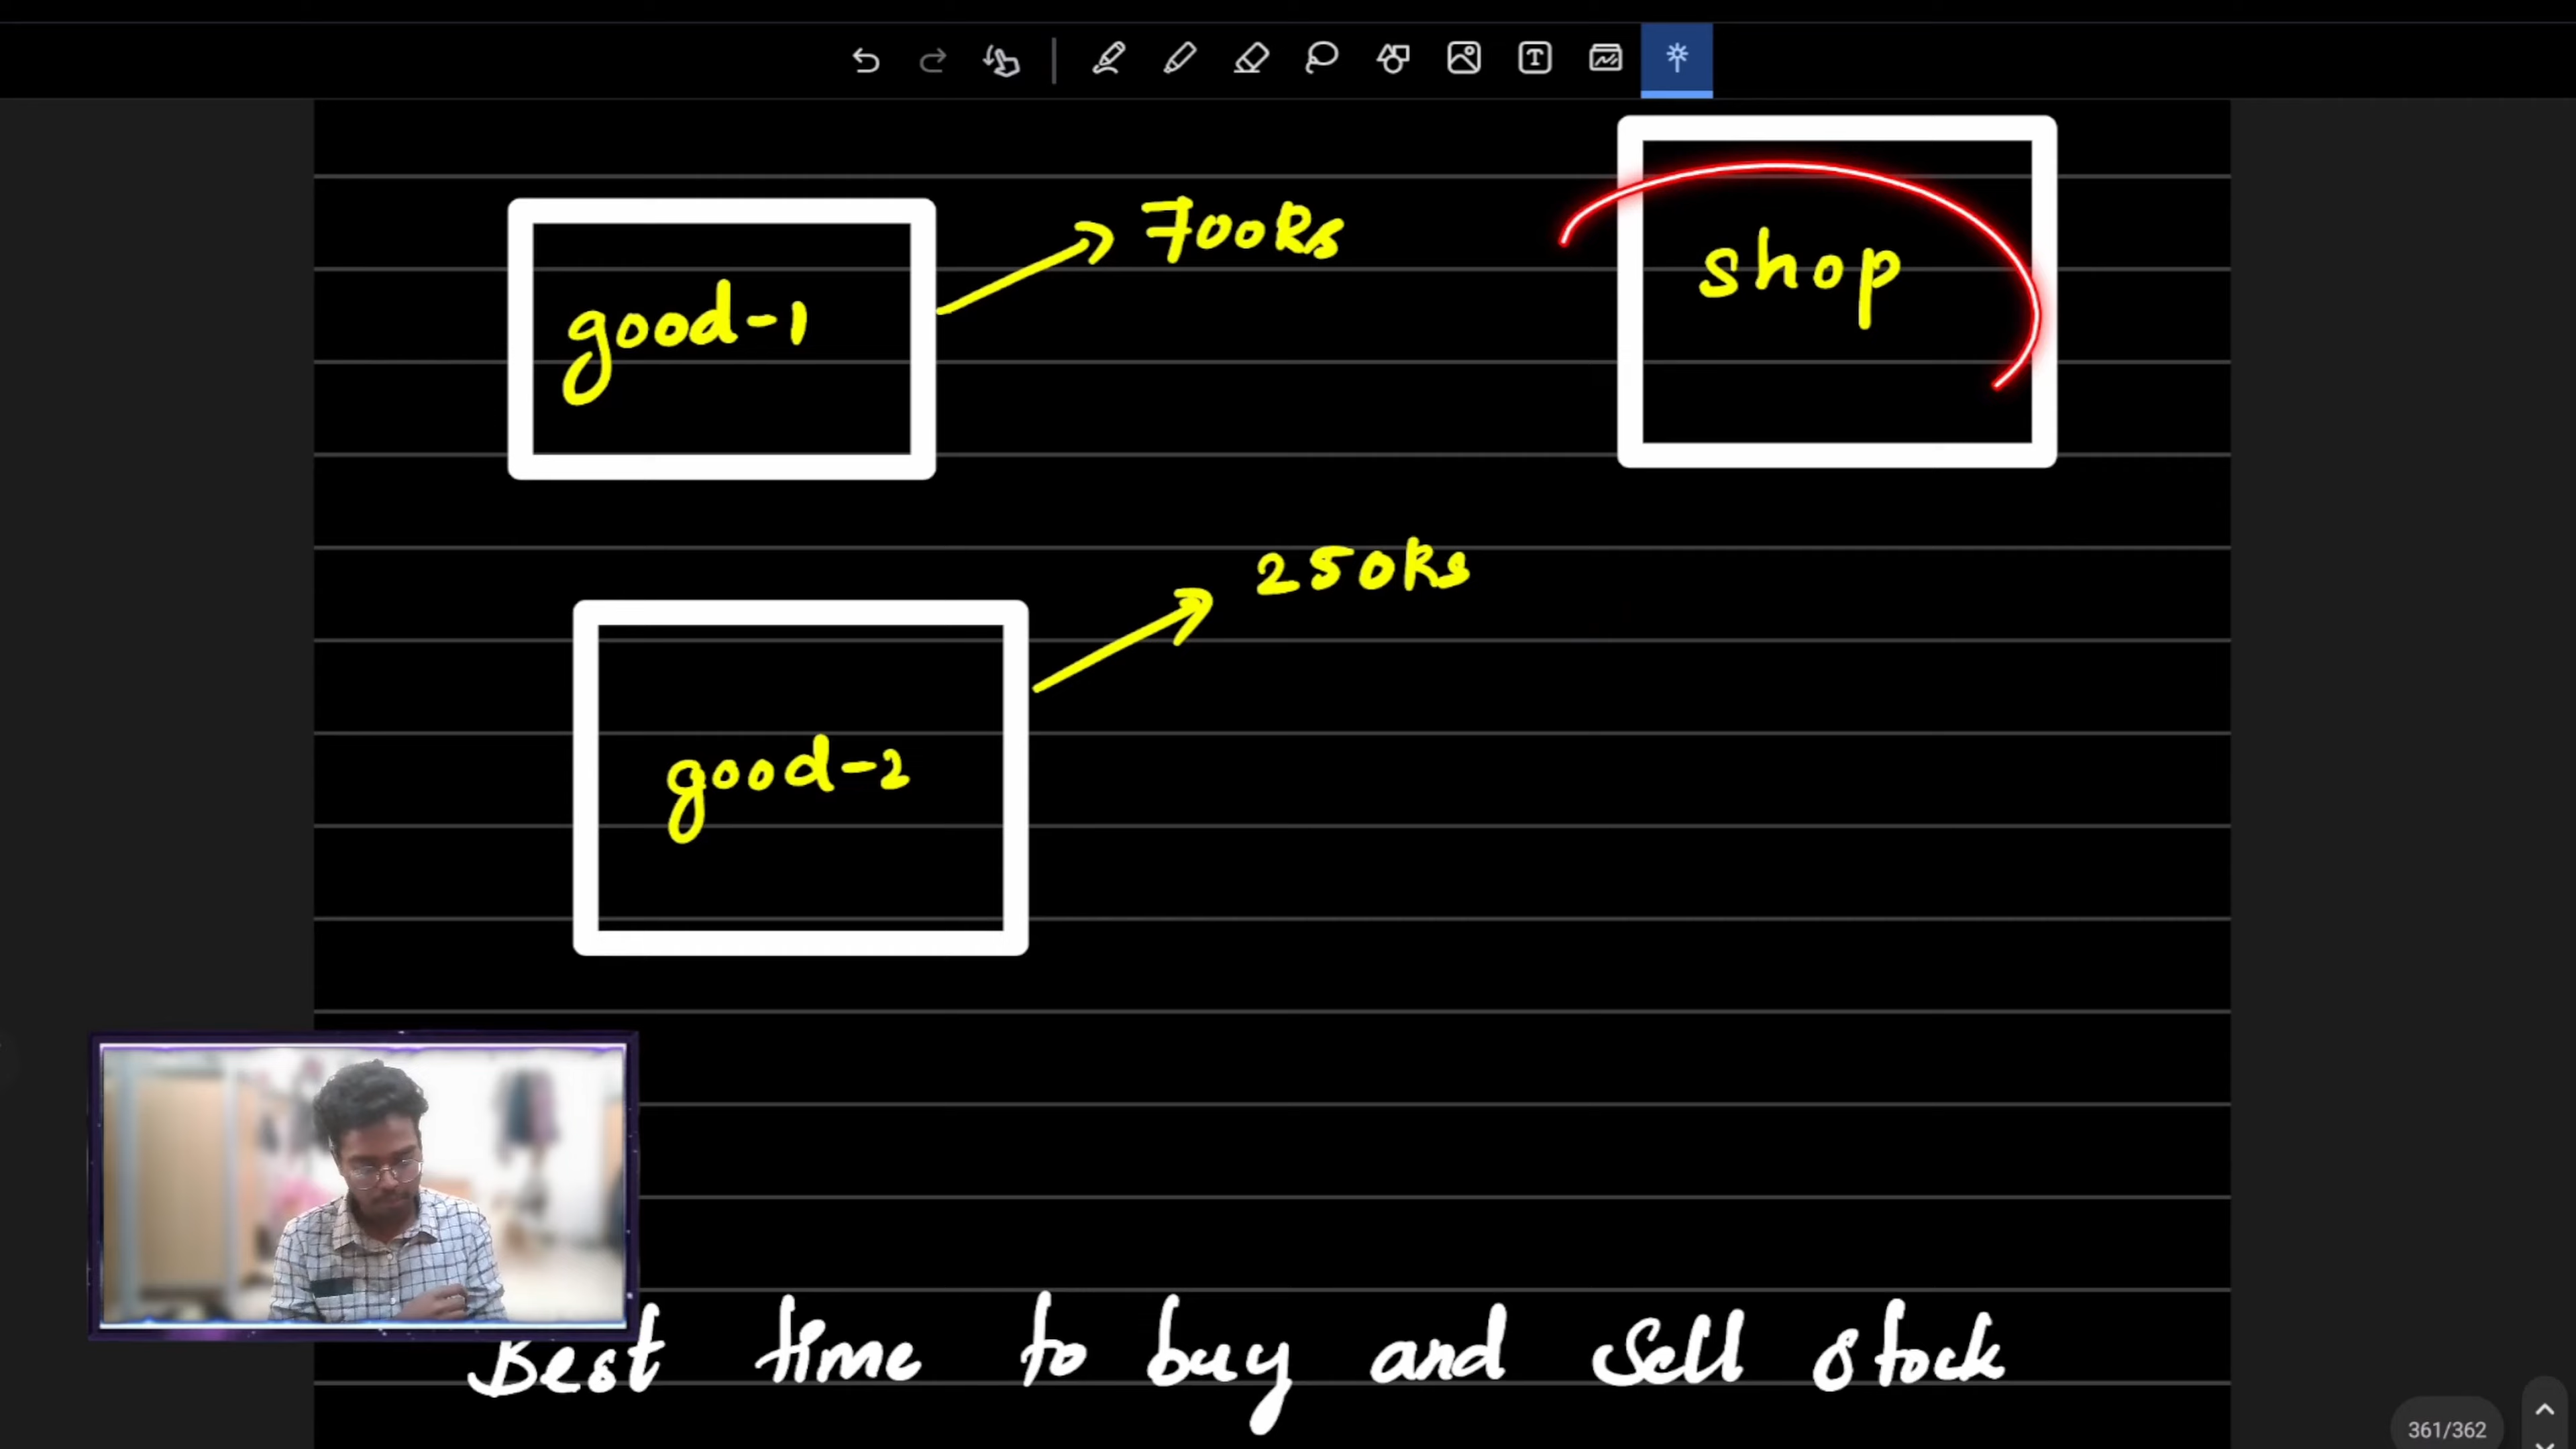 700Rs
shop
good-1
250Rs
good-2
Best time to buy and sell stock
361/362